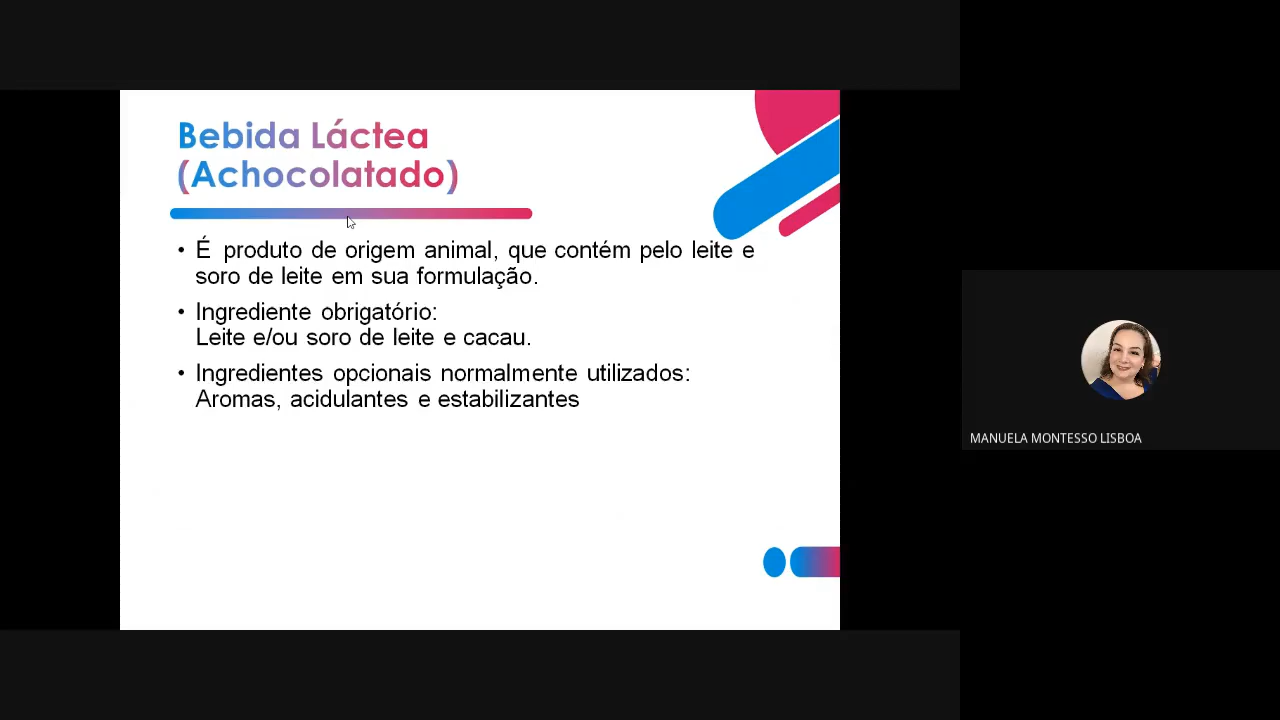 Bebida Láctea
(Achocolatado)
• É produto de origem animal, que contém pelo leite e
soro de leite em sua formulação.
• Ingrediente obrigatório:
Leite e/ou soro de leite e cacau.
• Ingredientes opcionais normalmente utilizados:
Aromas, acidulantes e estabilizantes
MANUELA MONTESSO LISBOA